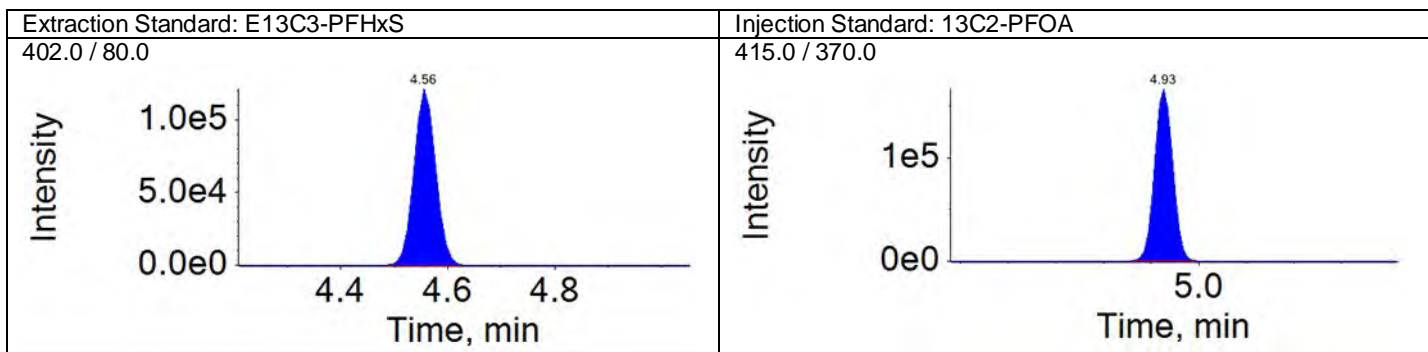 Extraction Standard: E13C3-PFHxS
402.0 / 80.0
4.56
1.0e5
5.0e4
0.0e0
Intensity
4.4 4.6 4.8
Time, min
Injection Standard: 13C2-PFOA
415.0 / 370.0
4.93
1e5
0e0
Intensity
5.0
Time, min